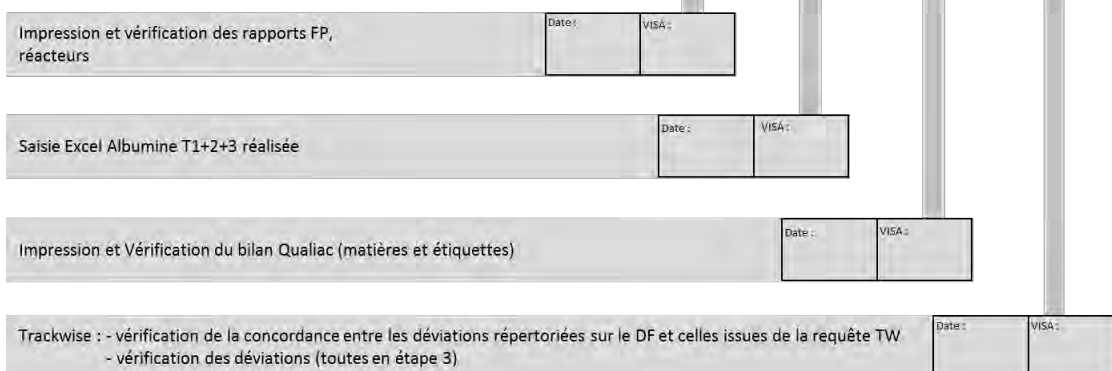 Impression et vérification des rapports FP,
réacteurs
Date :
VISA :
Saisie Excel Albumine T1+2+3 réalisée
Date :
VISA :
Impression et Vérification du bilan Qualiac (matières et étiquettes)
Date :
VISA :
Trackwise : - vérification de la concordance entre les déviations répertoriées sur le DF et celles issues de la requête TW
- vérification des déviations (toutes en étape 3)
Date :
VISA :